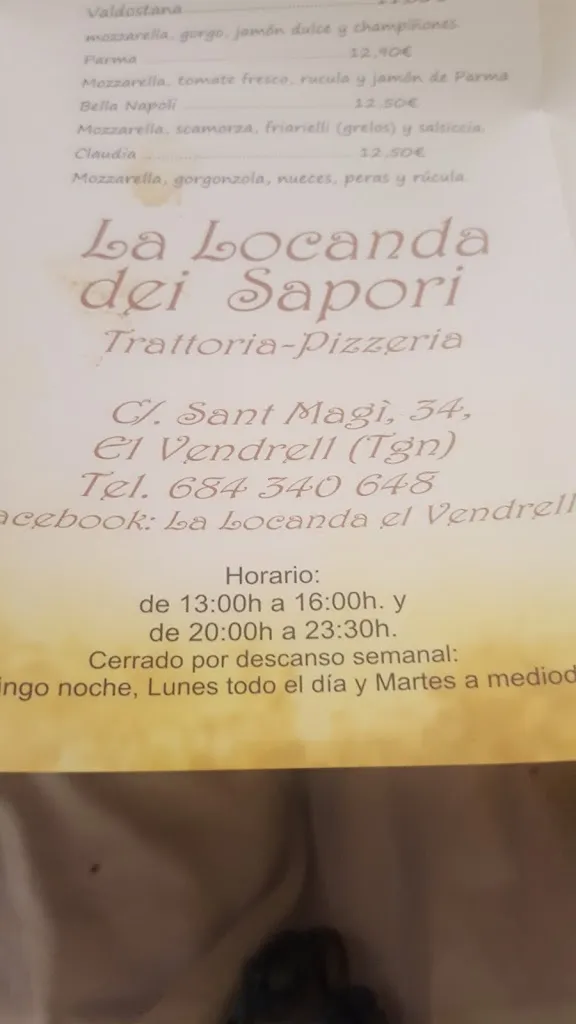 Valdostana
mozzarella, gorgo, jamón dulce y champiñones
Parma 12,90€
Mozzarella, tomate fresco, rucula y jamón de Parma
Bella Napoli 12.50€
Mozzarella, scamorza, friarielli (grelos) y salsiccia.
Claudia 12,50€
Mozzarella, gorgonzola, nueces, peras y rúcula
La Locanda
dei Sapori
Trattoria-Pizzeria
C/. Sant Magì, 34,
El Vendrell (Tgn)
Tel. 684 340 648
acebook: La Locanda el Vendrell
Horario:
de 13:00h a 16:00h. y
de 20:00h a 23:30h.
Cerrado por descanso semanal:
ingo noche, Lunes todo el día y Martes a mediod